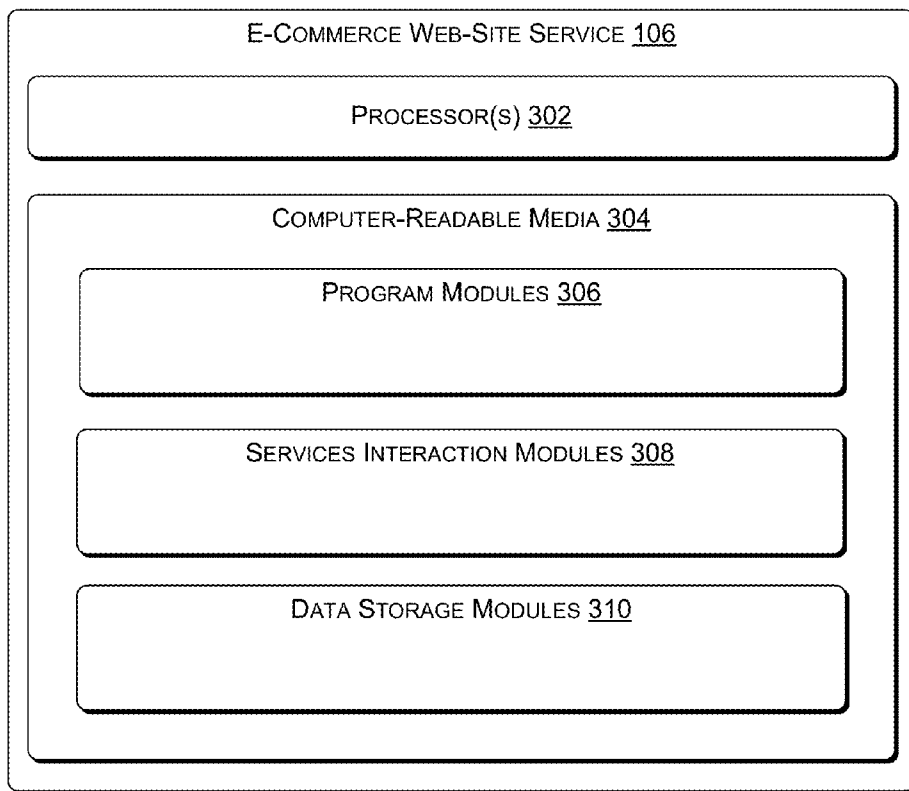 E-COMMERCE WEB-SITE SERVICE 106
PROCESSOR(S) 302
COMPUTER-READABLE MEDIA 304
PROGRAM MODULES 306
SERVICES INTERACTION MODULES 308
DATA STORAGE MODULES 310